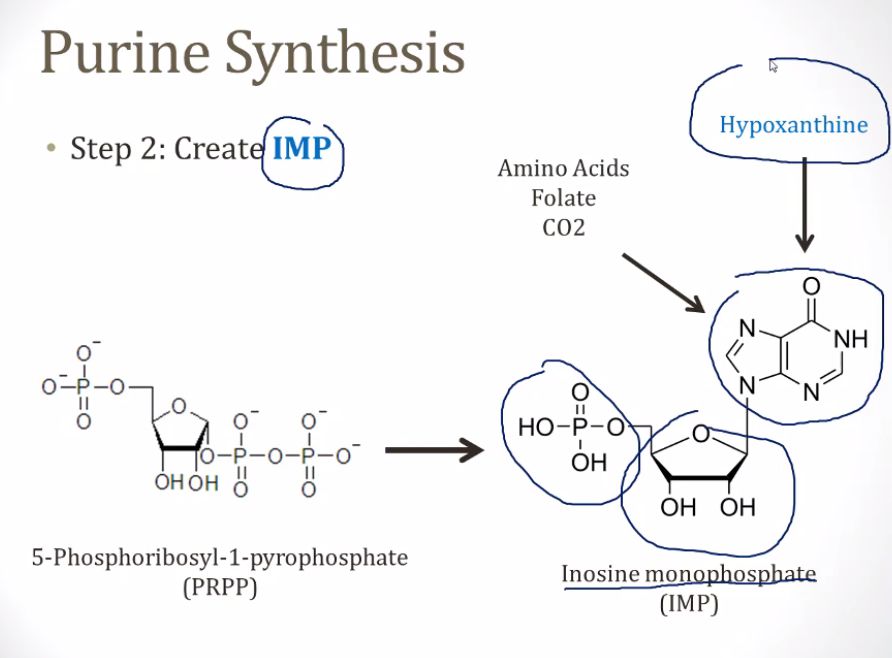 Purine Synthesis
• Step 2: Create IMP
Hypoxanthine
Amino Acids
Folate
CO2
O
N
NH
N
N
O⁻
O⁻–P–O
O
O
O⁻ O⁻
O–P–O–P–O⁻
OH OH O O
O
HO–P–O
OH
O
OH OH
5-Phosphoribosyl-1-pyrophosphate
(PRPP)
Inosine monophosphate
(IMP)